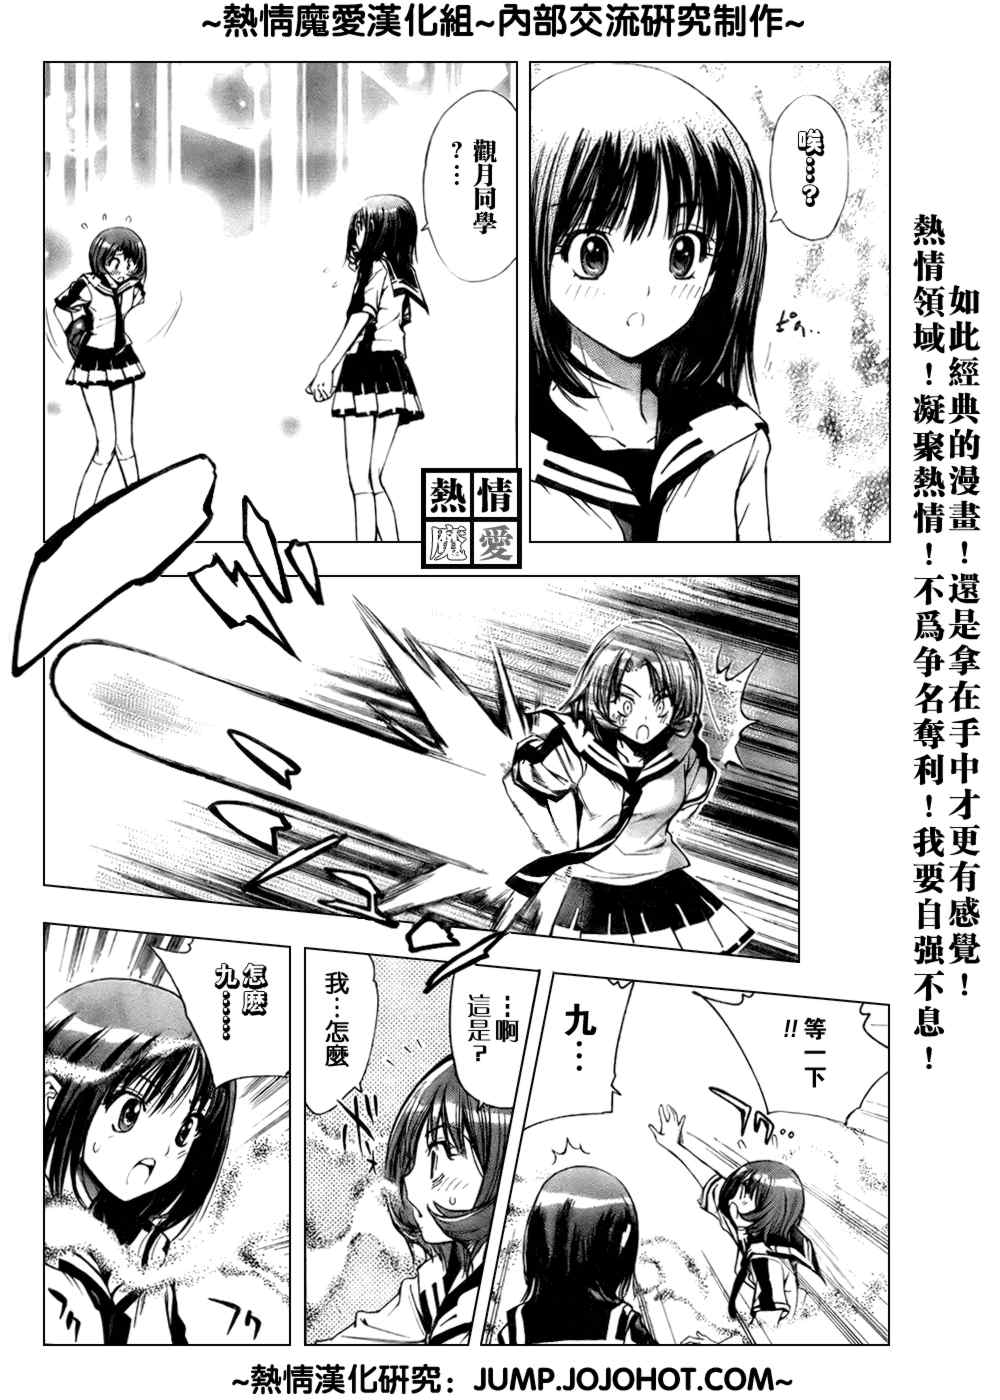 ~熱情魔愛漢化組~內部交流研究制作~
唉…?
ピク..
觀月同學
?…
熱情
魔愛
等一下
!!
九…
…啊
這是?
我…怎麼
怎麽
九……
如此經典的漫畫！還是拿在手中才更有感覺！
熱情領域！凝聚熱情！不爲争名奪利！我要自强不息！
~熱情漢化研究：JUMP.JOJOHOT.COM~